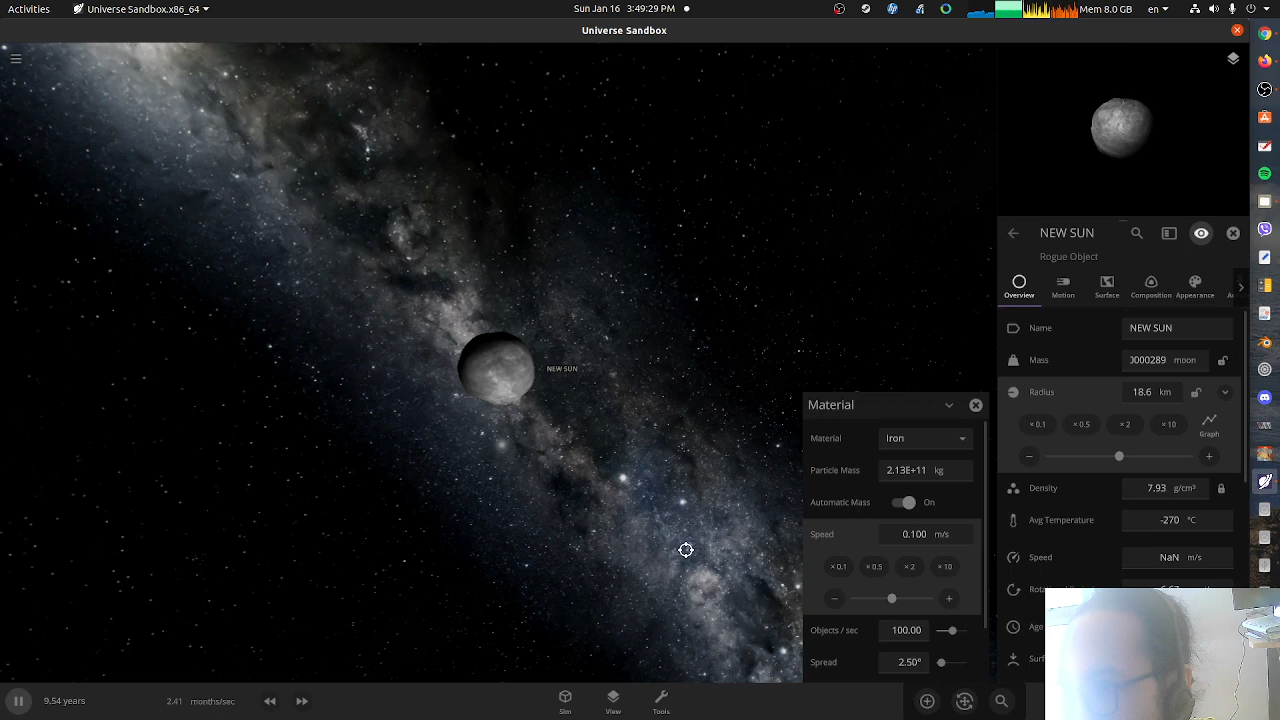 Activities
Universe Sandbox.x86_64
Sun Jan 16 3:49:29 PM
Mem 8.0 GB
en
Universe Sandbox
NEW SUN
Rogue Object
Overview
Motion
Surface
Composition
Appearance
Name
NEW SUN
Mass
0000289 moon
NEW SUN
Radius
18.6 km
× 0.1
× 0.5
× 2
× 10
Graph
Material
Material
Iron
Particle Mass
2.13E+11 kg
Automatic Mass
On
Speed
0.100 m/s
× 0.1
× 0.5
× 2
× 10
Objects / sec
100.00
Spread
2.50°
Density
7.93 g/cm³
Avg Temperature
-270 °C
Speed
NaN m/s
Age
9.54 years
2.41 months/sec
Sim
View
Tools